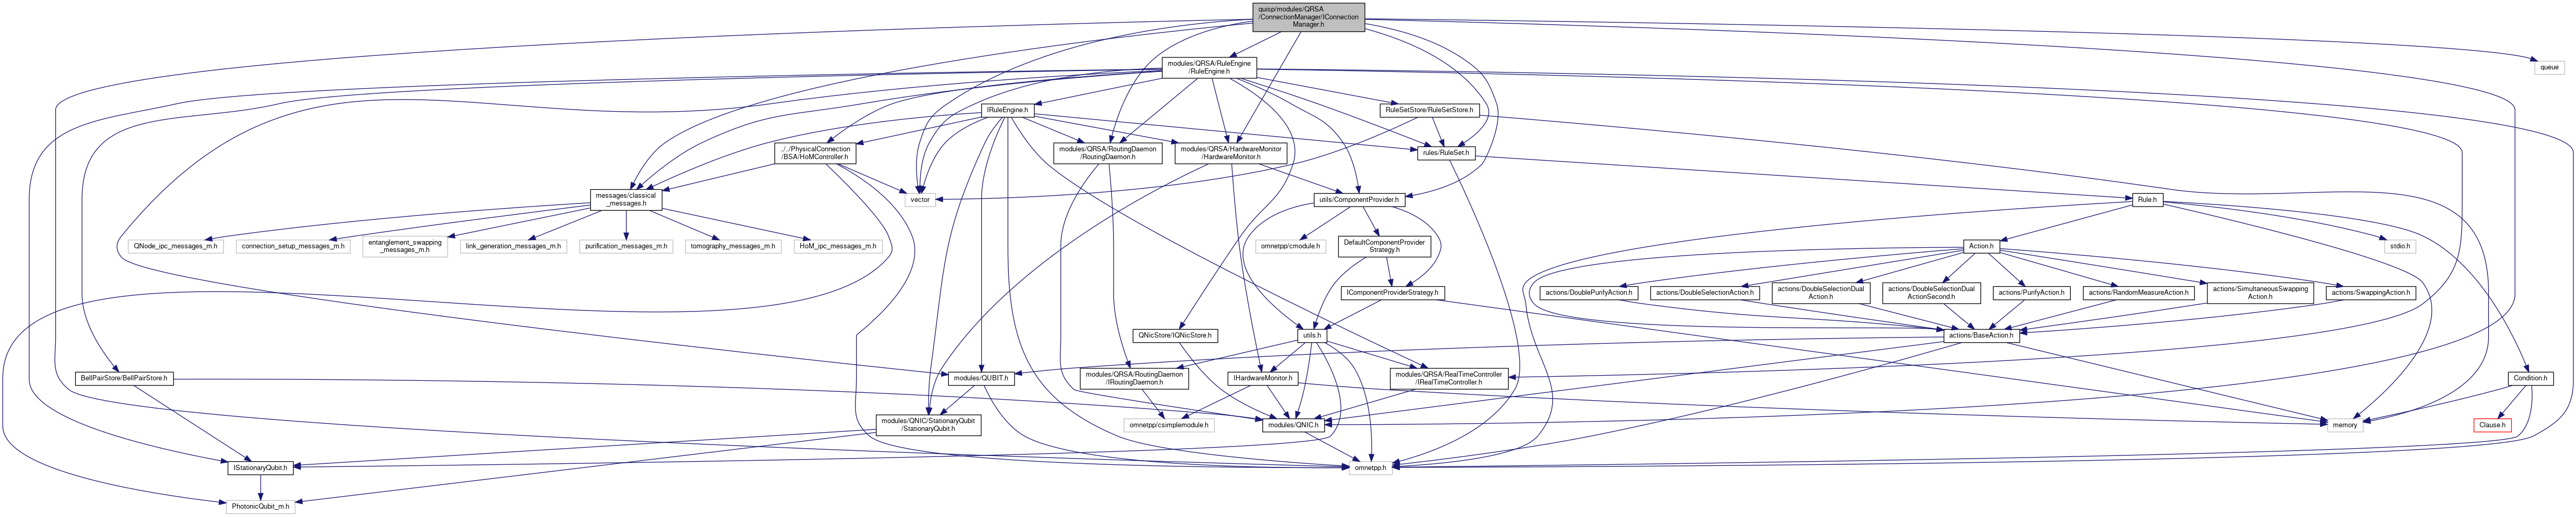 quisp/modules/QRSA
/ConnectionManager/IConnection
Manager.h
queue
modules/QRSA/RuleEngine
/RuleEngine.h
IRuleEngine.h
RuleSetStore/RuleSetStore.h
../../PhysicalConnection
/BSA/HoMController.h
modules/QRSA/RoutingDaemon
/RoutingDaemon.h
modules/QRSA/HardwareMonitor
/HardwareMonitor.h
rules/RuleSet.h
messages/classical
_messages.h
vector
utils/ComponentProvider.h
Rule.h
QNode_ipc_messages_m.h
connection_setup_messages_m.h
entanglement_swapping
_messages_m.h
link_generation_messages_m.h
purification_messages_m.h
tomography_messages_m.h
HoM_ipc_messages_m.h
omnetpp/cmodule.h
DefaultComponentProvider
Strategy.h
Action.h
stdio.h
IComponentProviderStrategy.h
actions/DoublePurifyAction.h
actions/DoubleSelectionAction.h
actions/DoubleSelectionDual
Action.h
actions/DoubleSelectionDual
ActionSecond.h
actions/PurifyAction.h
actions/RandomMeasureAction.h
actions/SimultaneousSwapping
Action.h
actions/SwappingAction.h
QNicStore/IQNicStore.h
utils.h
actions/BaseAction.h
BellPairStore/BellPairStore.h
modules/QUBIT.h
modules/QRSA/RoutingDaemon
/IRoutingDaemon.h
IHardwareMonitor.h
modules/QRSA/RealTimeController
/IRealTimeController.h
Condition.h
modules/QNIC/StationaryQubit
/StationaryQubit.h
omnetpp/csimplemodule.h
modules/QNIC.h
memory
Clause.h
IStationaryQubit.h
omnetpp.h
PhotonicQubit_m.h